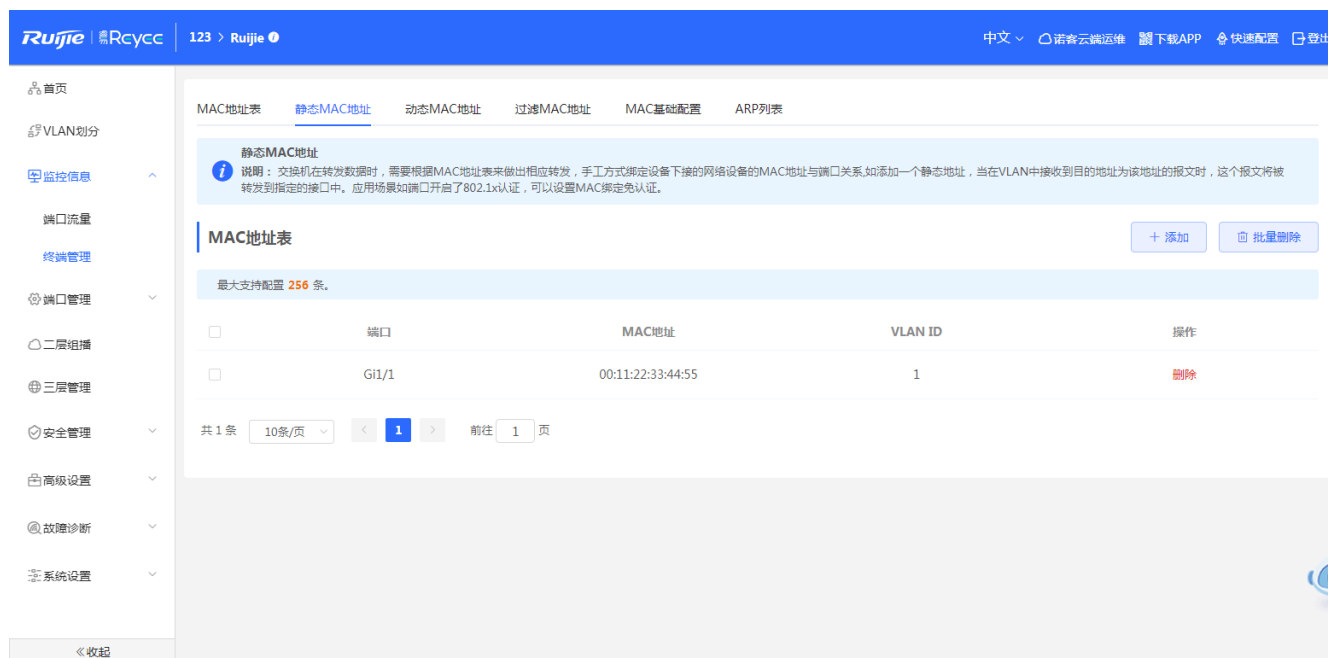 Ruijie | 睿易Rcycc
123 > Ruijie
中文 诺客云端运维 下载APP 快速配置 登出
首页
VLAN划分
监控信息
端口流量
终端管理
端口管理
二层组播
三层管理
安全管理
高级设置
故障诊断
系统设置
《收起
MAC地址表 静态MAC地址 动态MAC地址 过滤MAC地址 MAC基础配置 ARP列表
静态MAC地址
说明： 交换机在转发数据时，需要根据MAC地址表来做出相应转发，手工方式绑定设备下接的网络设备的MAC地址与端口关系,如添加一个静态地址，当在VLAN中接收到目的地址为该地址的报文时，这个报文将被
转发到指定的接口中。应用场景如端口开启了802.1x认证，可以设置MAC绑定免认证。
MAC地址表
+ 添加 批量删除
最大支持配置 256 条。
端口 MAC地址 VLAN ID 操作
Gi1/1 00:11:22:33:44:55 1 删除
共 1 条 10条/页 < 1 > 前往 1 页